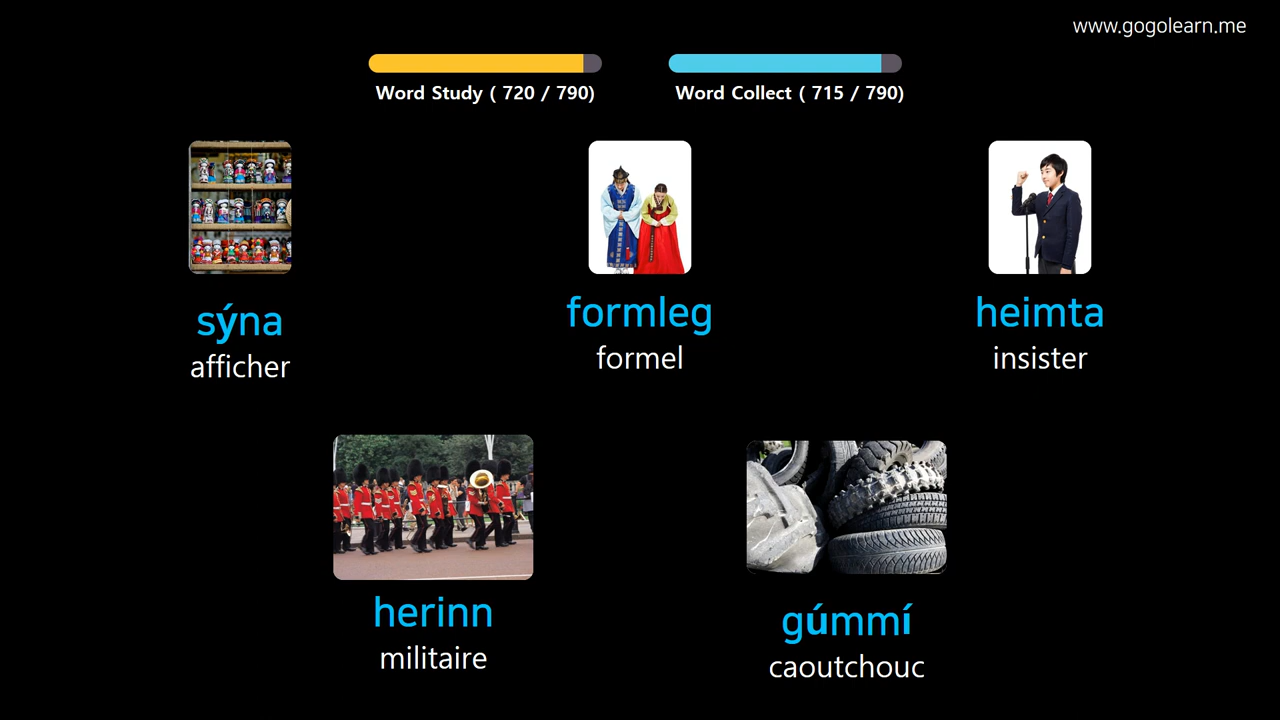 www.gogolearn.me
Word Study ( 720 / 790)
Word Collect ( 715 / 790)
sýna
afficher
formleg
formel
heimta
insister
herinn
militaire
gúmmí
caoutchouc